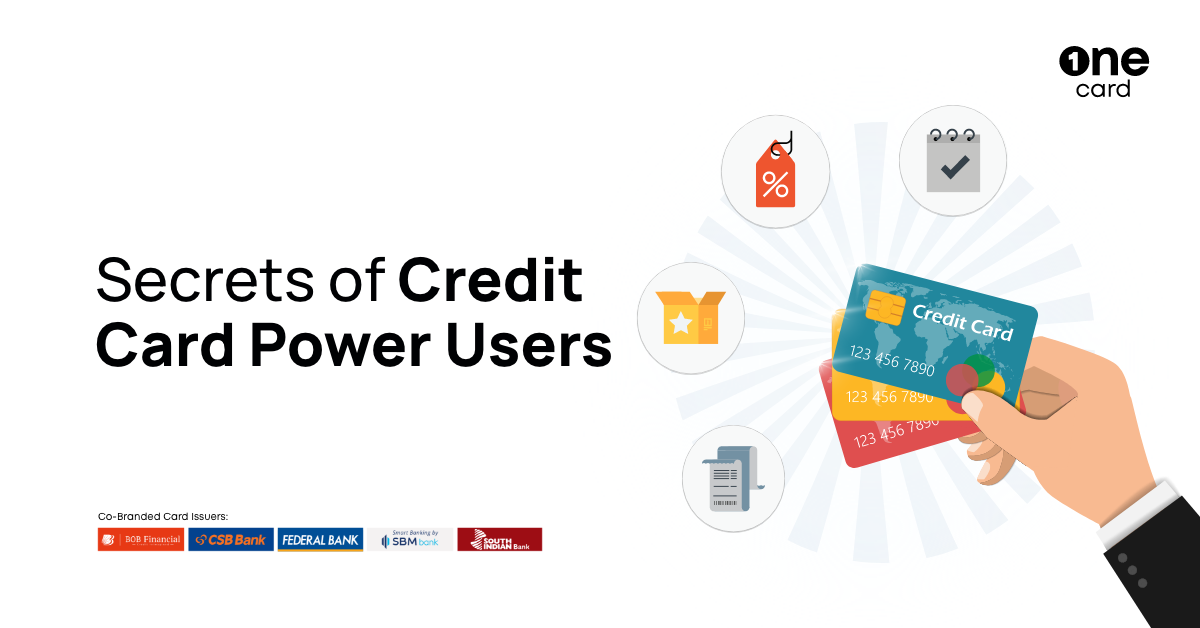 1ne
card
%
Secrets of Credit
Card Power Users
Credit Card
123 456 7890
123 456 7890
123 456 7890
Co-Branded Card Issuers:
BOB Financial
CSB Bank
FEDERAL BANK
Smart Banking by
SBM bank
SOUTH
INDIAN Bank